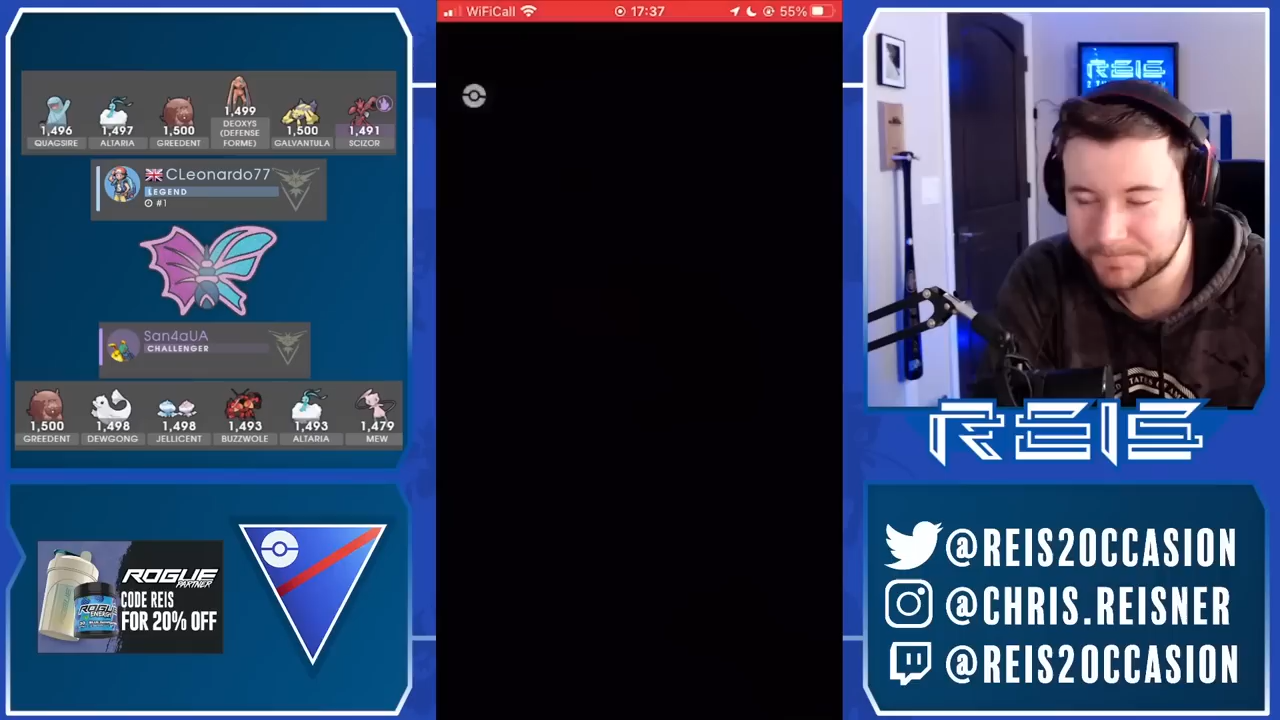 WiFiCall 17:37 55%
1,496 1,497 1,500 1,499 1,500 1,491
QUAGSIRE ALTARIA GREEDENT DEOXYS (DEFENSE FORME) GALVANTULA SCIZOR
CLeonardo77
LEGEND
#1
San4aUA
CHALLENGER
1,500 1,498 1,498 1,493 1,493 1,479
GREEDENT DEWGONG JELLICENT BUZZWOLE ALTARIA MEW
ROGUE
PARTNER
CODE REIS
FOR 20% OFF
ROGUE
ENERGY
REIS
REIS
@REIS2OCCASION
@CHRIS.REISNER
@REIS2OCCASION